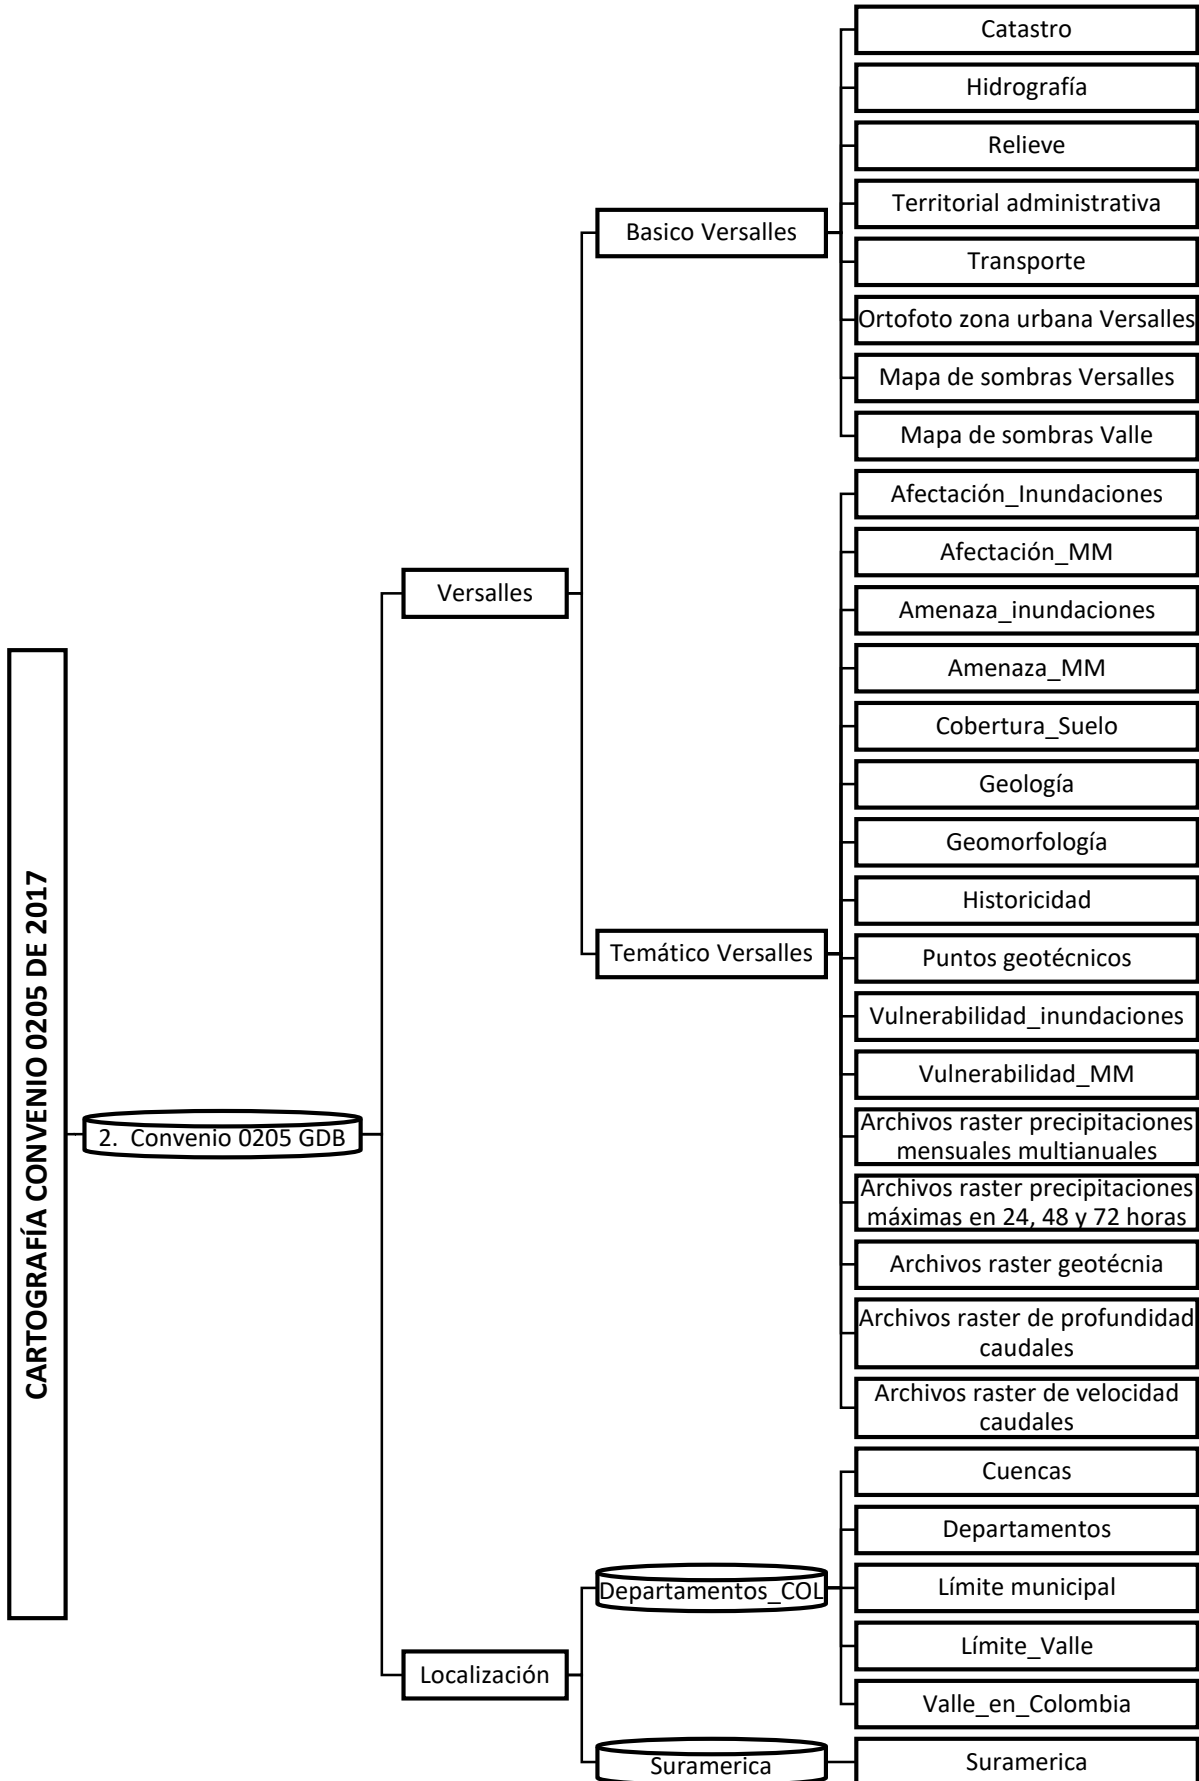 CARTOGRAFÍA CONVENIO 0205 DE 2017
2. Convenio 0205 GDB
Versalles
Basico Versalles
Catastro
Hidrografía
Relieve
Territorial administrativa
Transporte
Ortofoto zona urbana Versalles
Mapa de sombras Versalles
Mapa de sombras Valle
Temático Versalles
Afectación_Inundaciones
Afectación_MM
Amenaza_inundaciones
Amenaza_MM
Cobertura_Suelo
Geología
Geomorfología
Historicidad
Puntos geotécnicos
Vulnerabilidad_inundaciones
Vulnerabilidad_MM
Archivos raster precipitaciones
mensuales multianuales
Archivos raster precipitaciones
máximas en 24, 48 y 72 horas
Archivos raster geotécnia
Archivos raster de profundidad
caudales
Archivos raster de velocidad
caudales
Localización
Departamentos_COL
Cuencas
Departamentos
Límite municipal
Límite_Valle
Valle_en_Colombia
Suramerica
Suramerica